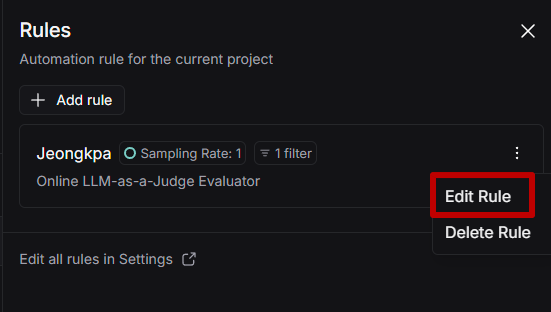 Rules
Automation rule for the current project
Add rule
Jeongkpa Sampling Rate: 1 1 filter
Online LLM-as-a-Judge Evaluator
Edit Rule
Delete Rule
Edit all rules in Settings